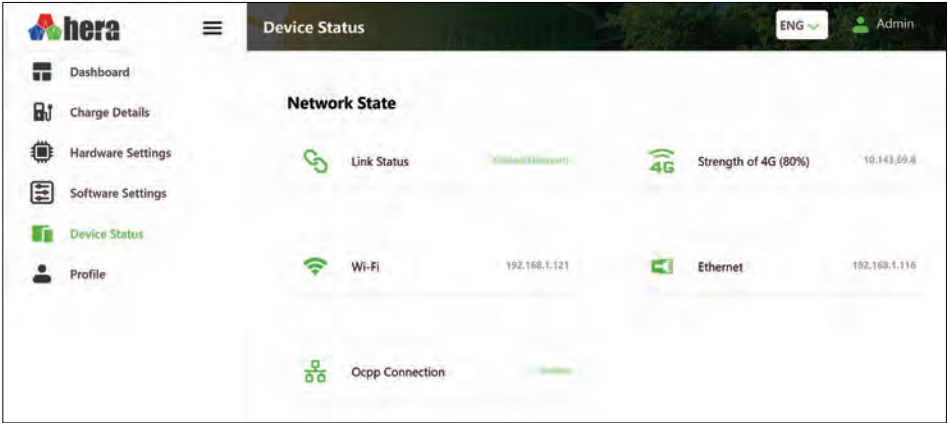 hera
Device Status
ENG
Admin
Dashboard
Charge Details
Hardware Settings
Software Settings
Device Status
Profile
Network State
Link Status
4G
Strength of 4G (80%)
10.143.69.8
Wi-Fi
192.168.1.121
Ethernet
192.168.1.116
Ocpp Connection